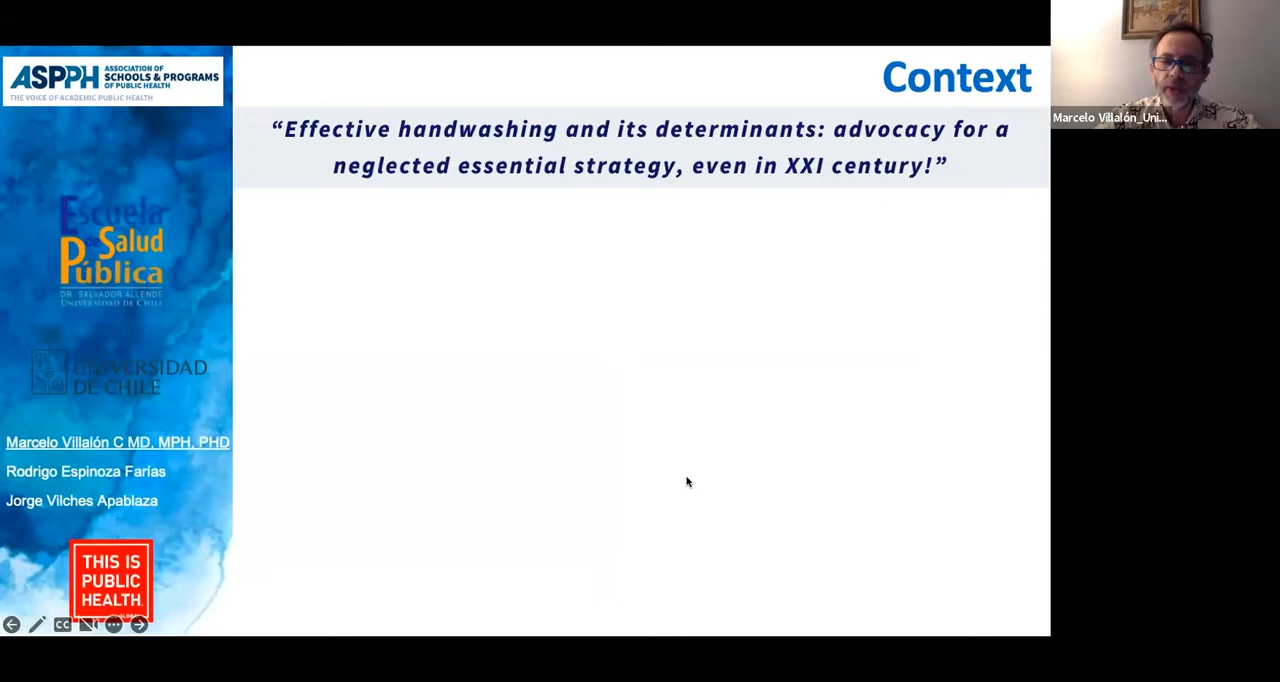 ASPPH ASSOCIATION OF
SCHOOLS & PROGRAMS
OF PUBLIC HEALTH
THE VOICE OF ACADEMIC PUBLIC HEALTH
Context
“Effective handwashing and its determinants: advocacy for a
neglected essential strategy, even in XXI century!”
Marcelo Villalón_Uni...
Escuela
de Salud
Pública
DR. SALVADOR ALLENDE
UNIVERSIDAD DE CHILE
UNIVERSIDAD
DE CHILE
Marcelo Villalón C MD, MPH, PHD
Rodrigo Espinoza Farías
Jorge Vilches Apablaza
THIS IS
PUBLIC
HEALTH
GLOBAL
CC